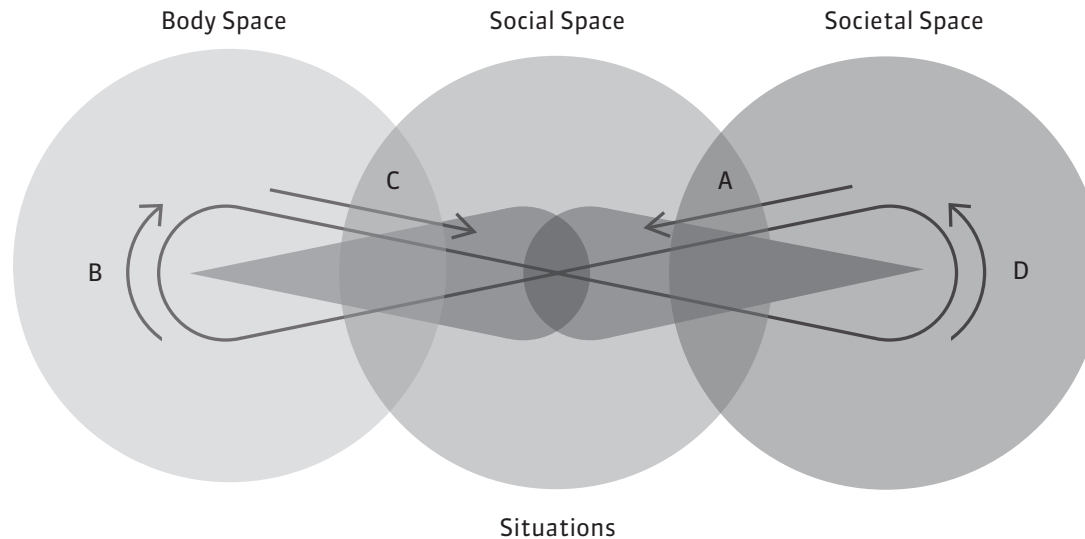 Body Space
Social Space
Societal Space
C
A
B
D
Situations